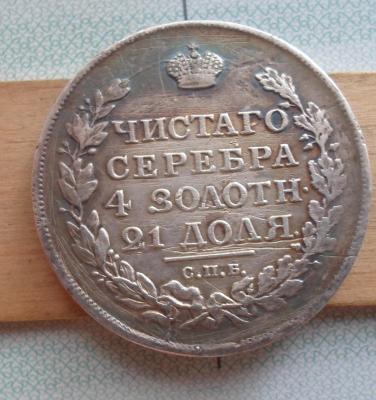 ЧИСТАГО
СЕРЕБРА
4 ЗОЛОТН.
21 ДОЛЯ.
С.П.Б.